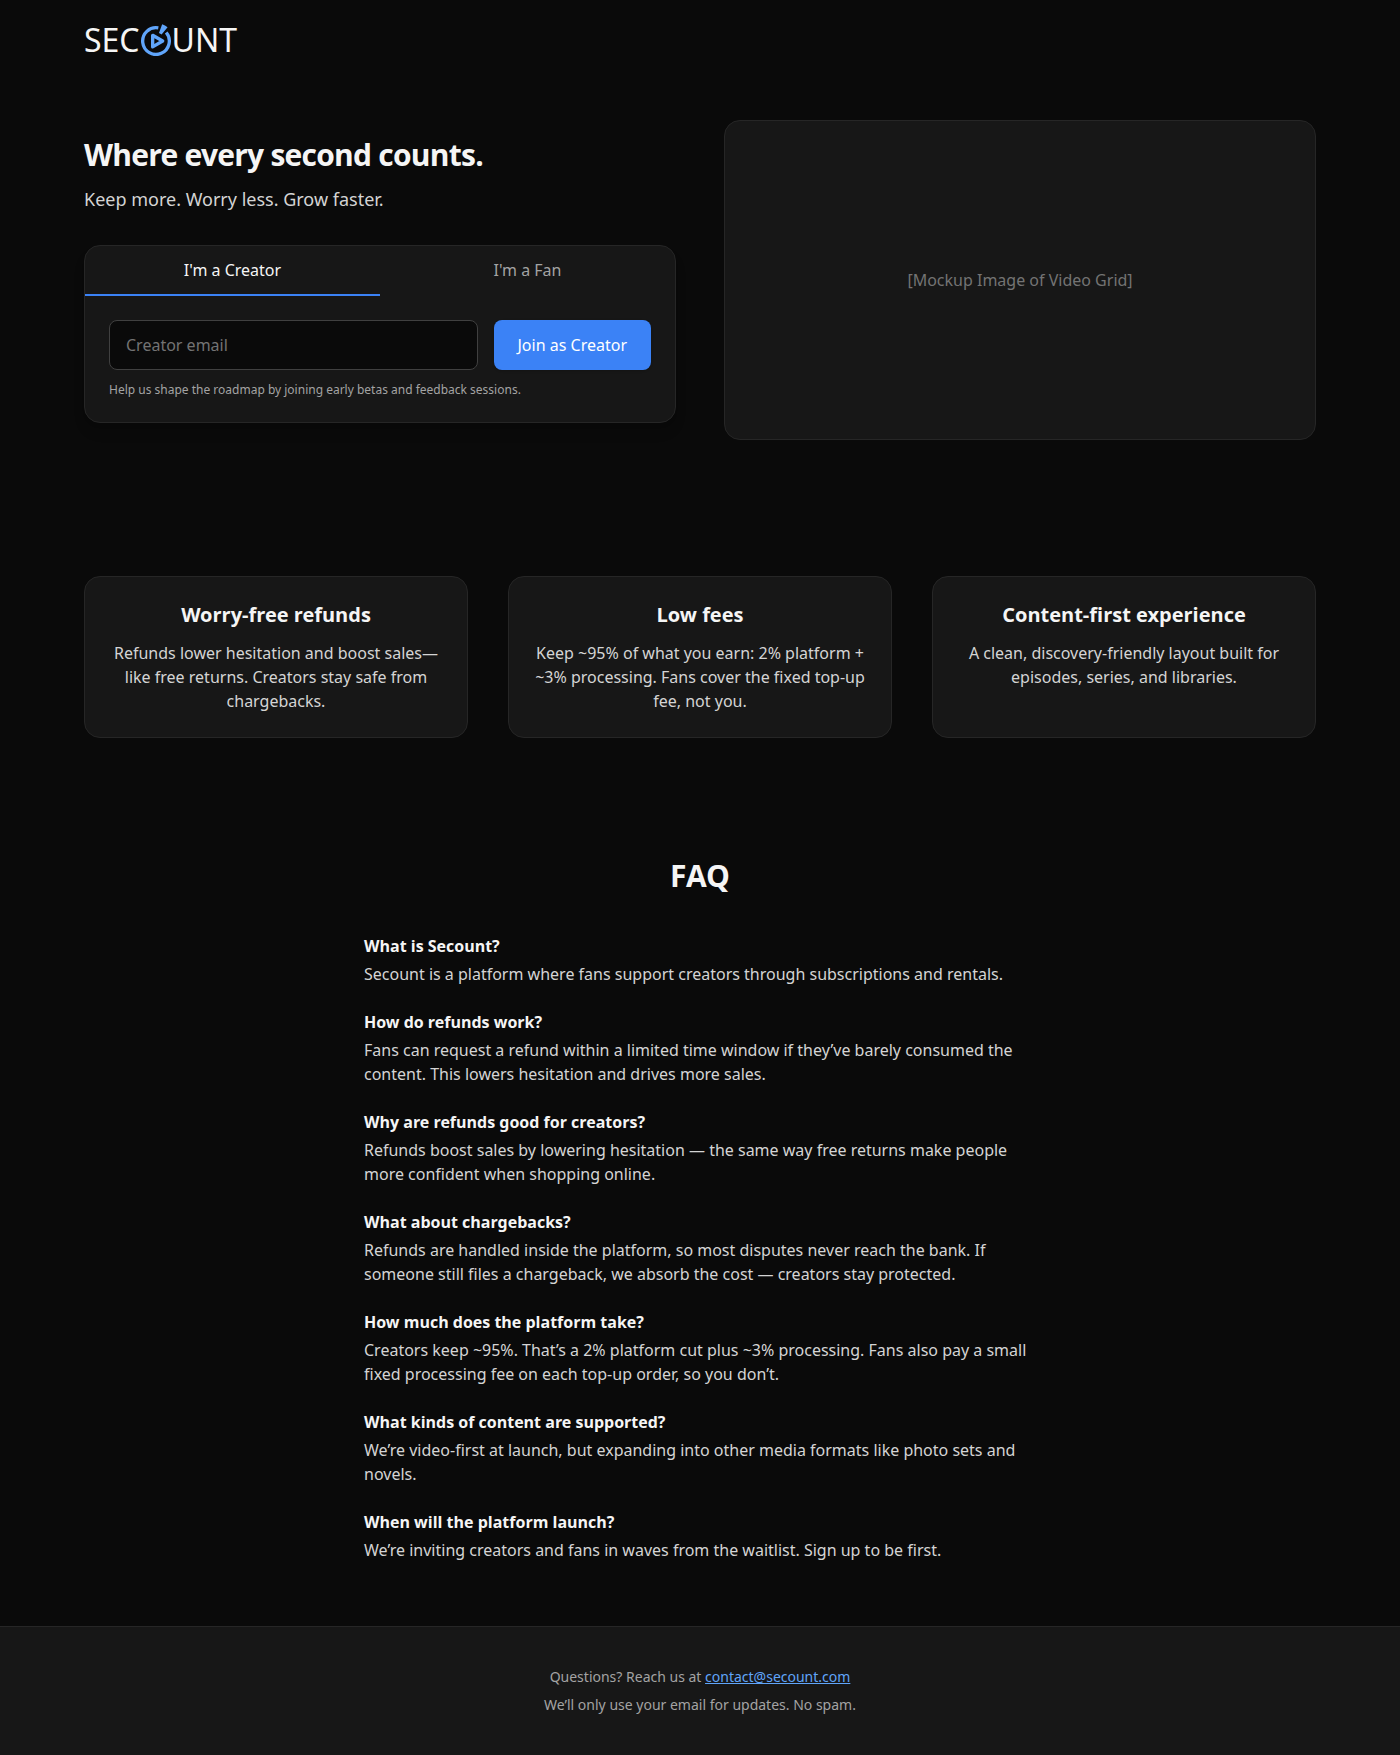 SECOUNT
Where every second counts.
Keep more. Worry less. Grow faster.
I'm a Creator
I'm a Fan
Creator email
Join as Creator
Help us shape the roadmap by joining early betas and feedback sessions.
[Mockup Image of Video Grid]
Worry-free refunds
Refunds lower hesitation and boost sales—
like free returns. Creators stay safe from
chargebacks.
Low fees
Keep ~95% of what you earn: 2% platform +
~3% processing. Fans cover the fixed top-up
fee, not you.
Content-first experience
A clean, discovery-friendly layout built for
episodes, series, and libraries.
FAQ
What is Secount?
Secount is a platform where fans support creators through subscriptions and rentals.
How do refunds work?
Fans can request a refund within a limited time window if they’ve barely consumed the
content. This lowers hesitation and drives more sales.
Why are refunds good for creators?
Refunds boost sales by lowering hesitation — the same way free returns make people
more confident when shopping online.
What about chargebacks?
Refunds are handled inside the platform, so most disputes never reach the bank. If
someone still files a chargeback, we absorb the cost — creators stay protected.
How much does the platform take?
Creators keep ~95%. That’s a 2% platform cut plus ~3% processing. Fans also pay a small
fixed processing fee on each top-up order, so you don’t.
What kinds of content are supported?
We’re video-first at launch, but expanding into other media formats like photo sets and
novels.
When will the platform launch?
We’re inviting creators and fans in waves from the waitlist. Sign up to be first.
Questions? Reach us at contact@secount.com
We’ll only use your email for updates. No spam.